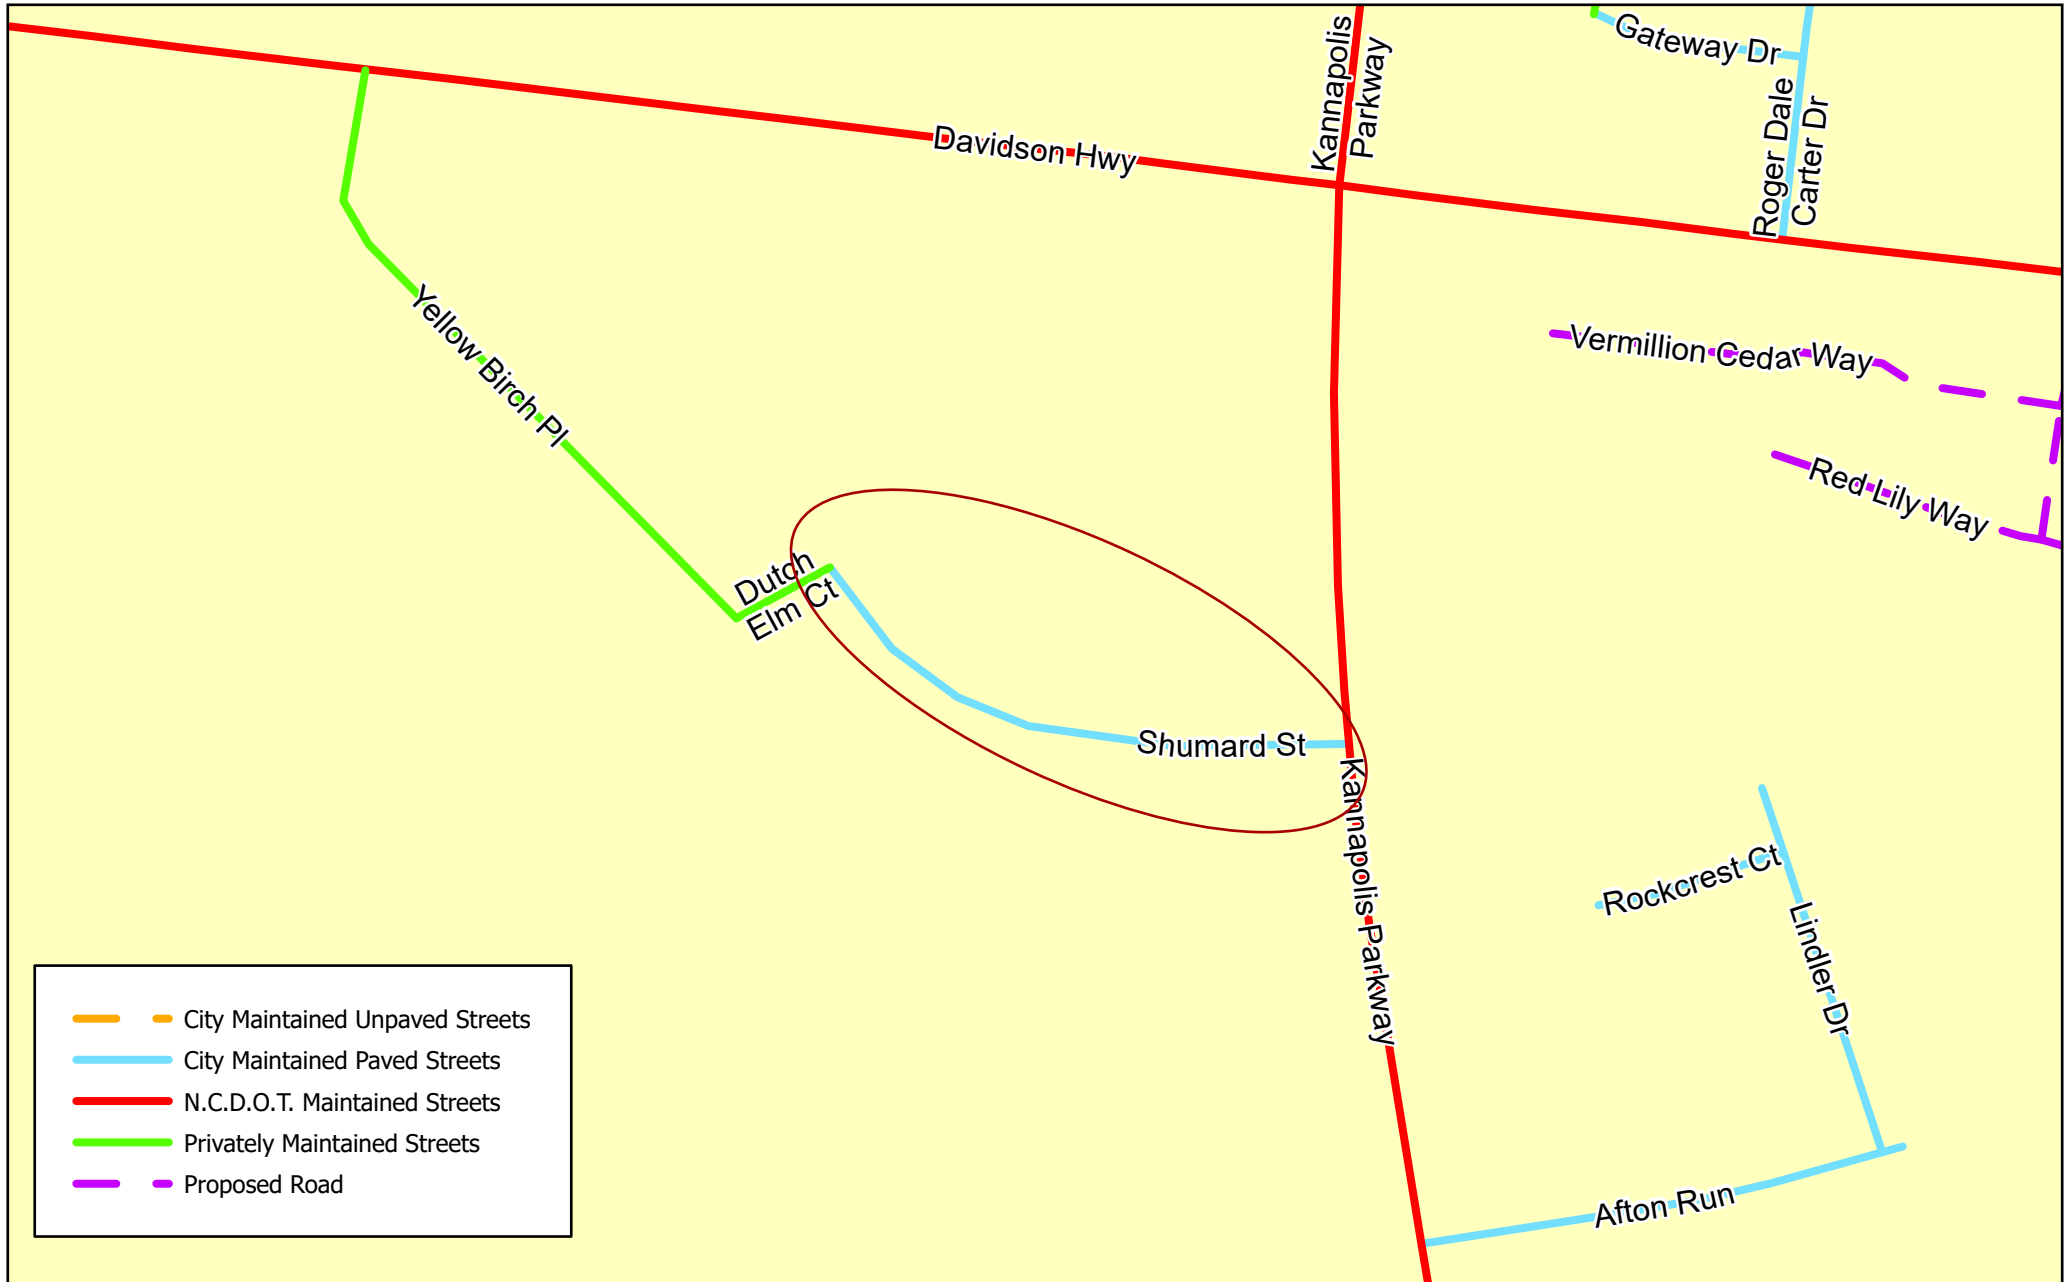 Gateway Dr
Kannapolis
Parkway
Roger Dale
Carter Dr
Davidson Hwy
Vermillion Cedar Way
Yellow Birch Pl
Red Lily Way
Dutch
Elm Ct
Shumard St
Kannapolis Parkway
Rockcrest Ct
Lindler Dr
Afton Run
City Maintained Unpaved Streets
City Maintained Paved Streets
N.C.D.O.T. Maintained Streets
Privately Maintained Streets
Proposed Road